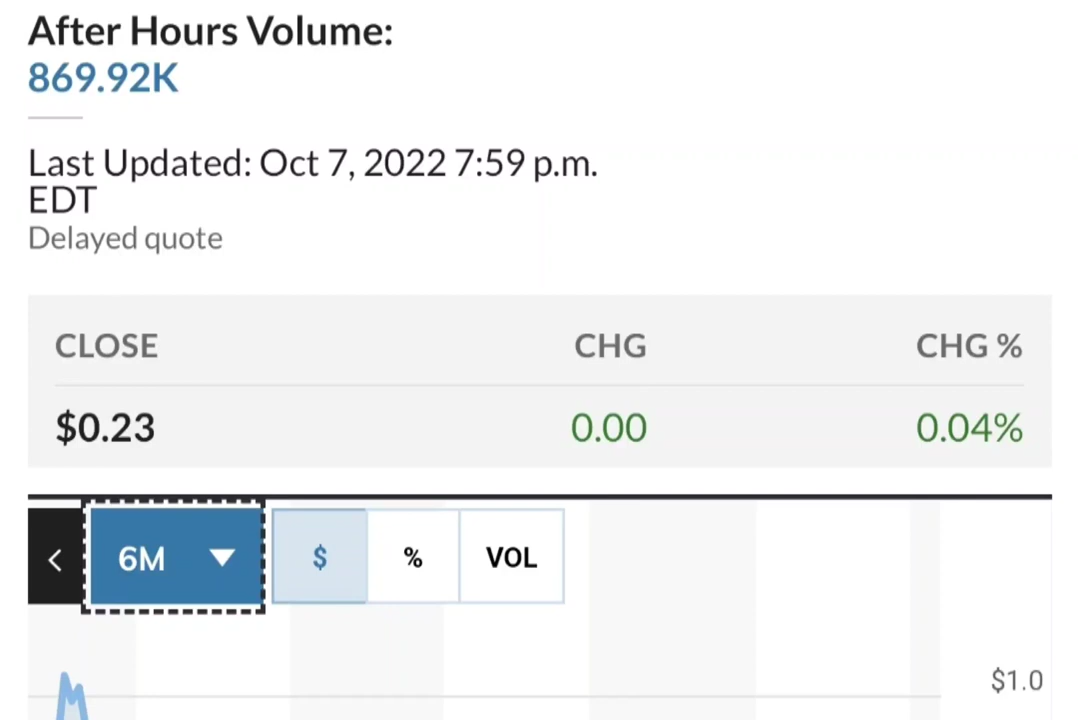 After Hours Volume:
869.92K
Last Updated: Oct 7, 2022 7:59 p.m.
EDT
Delayed quote
CLOSE CHG CHG %
$0.23 0.00 0.04%
6M $ % VOL
$1.0